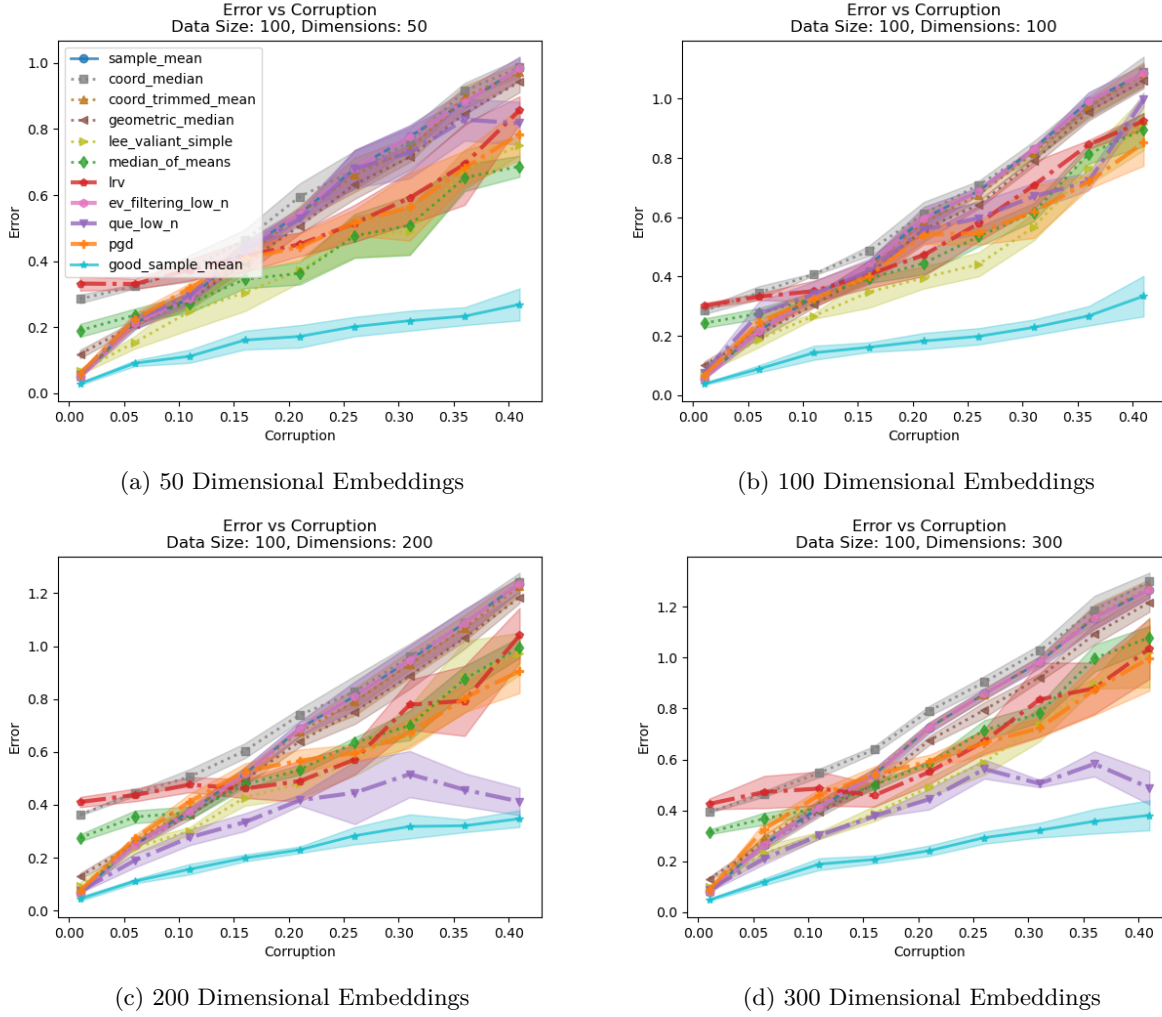 Error vs Corruption
Data Size: 100, Dimensions: 50
1.0
0.8
0.6
0.4
0.2
0.0
Error
sample_mean
coord_median
coord_trimmed_mean
geometric_median
lee_valiant_simple
median_of_means
lrv
ev_filtering_low_n
que_low_n
pgd
good_sample_mean
0.00 0.05 0.10 0.15 0.20 0.25 0.30 0.35 0.40
Corruption
(a) 50 Dimensional Embeddings
Error vs Corruption
Data Size: 100, Dimensions: 100
1.0
0.8
0.6
0.4
0.2
0.0
Error
0.00 0.05 0.10 0.15 0.20 0.25 0.30 0.35 0.40
Corruption
(b) 100 Dimensional Embeddings
Error vs Corruption
Data Size: 100, Dimensions: 200
1.2
1.0
0.8
0.6
0.4
0.2
0.0
Error
0.00 0.05 0.10 0.15 0.20 0.25 0.30 0.35 0.40
Corruption
(c) 200 Dimensional Embeddings
Error vs Corruption
Data Size: 100, Dimensions: 300
1.2
1.0
0.8
0.6
0.4
0.2
0.0
Error
0.00 0.05 0.10 0.15 0.20 0.25 0.30 0.35 0.40
Corruption
(d) 300 Dimensional Embeddings